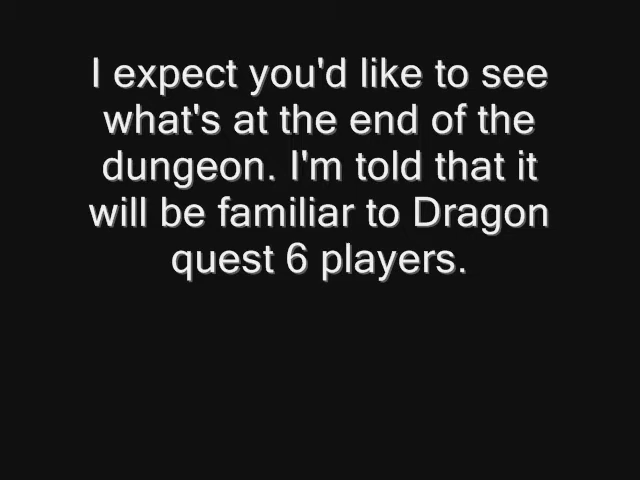 I expect you'd like to see
what's at the end of the
dungeon. I'm told that it
will be familiar to Dragon
quest 6 players.